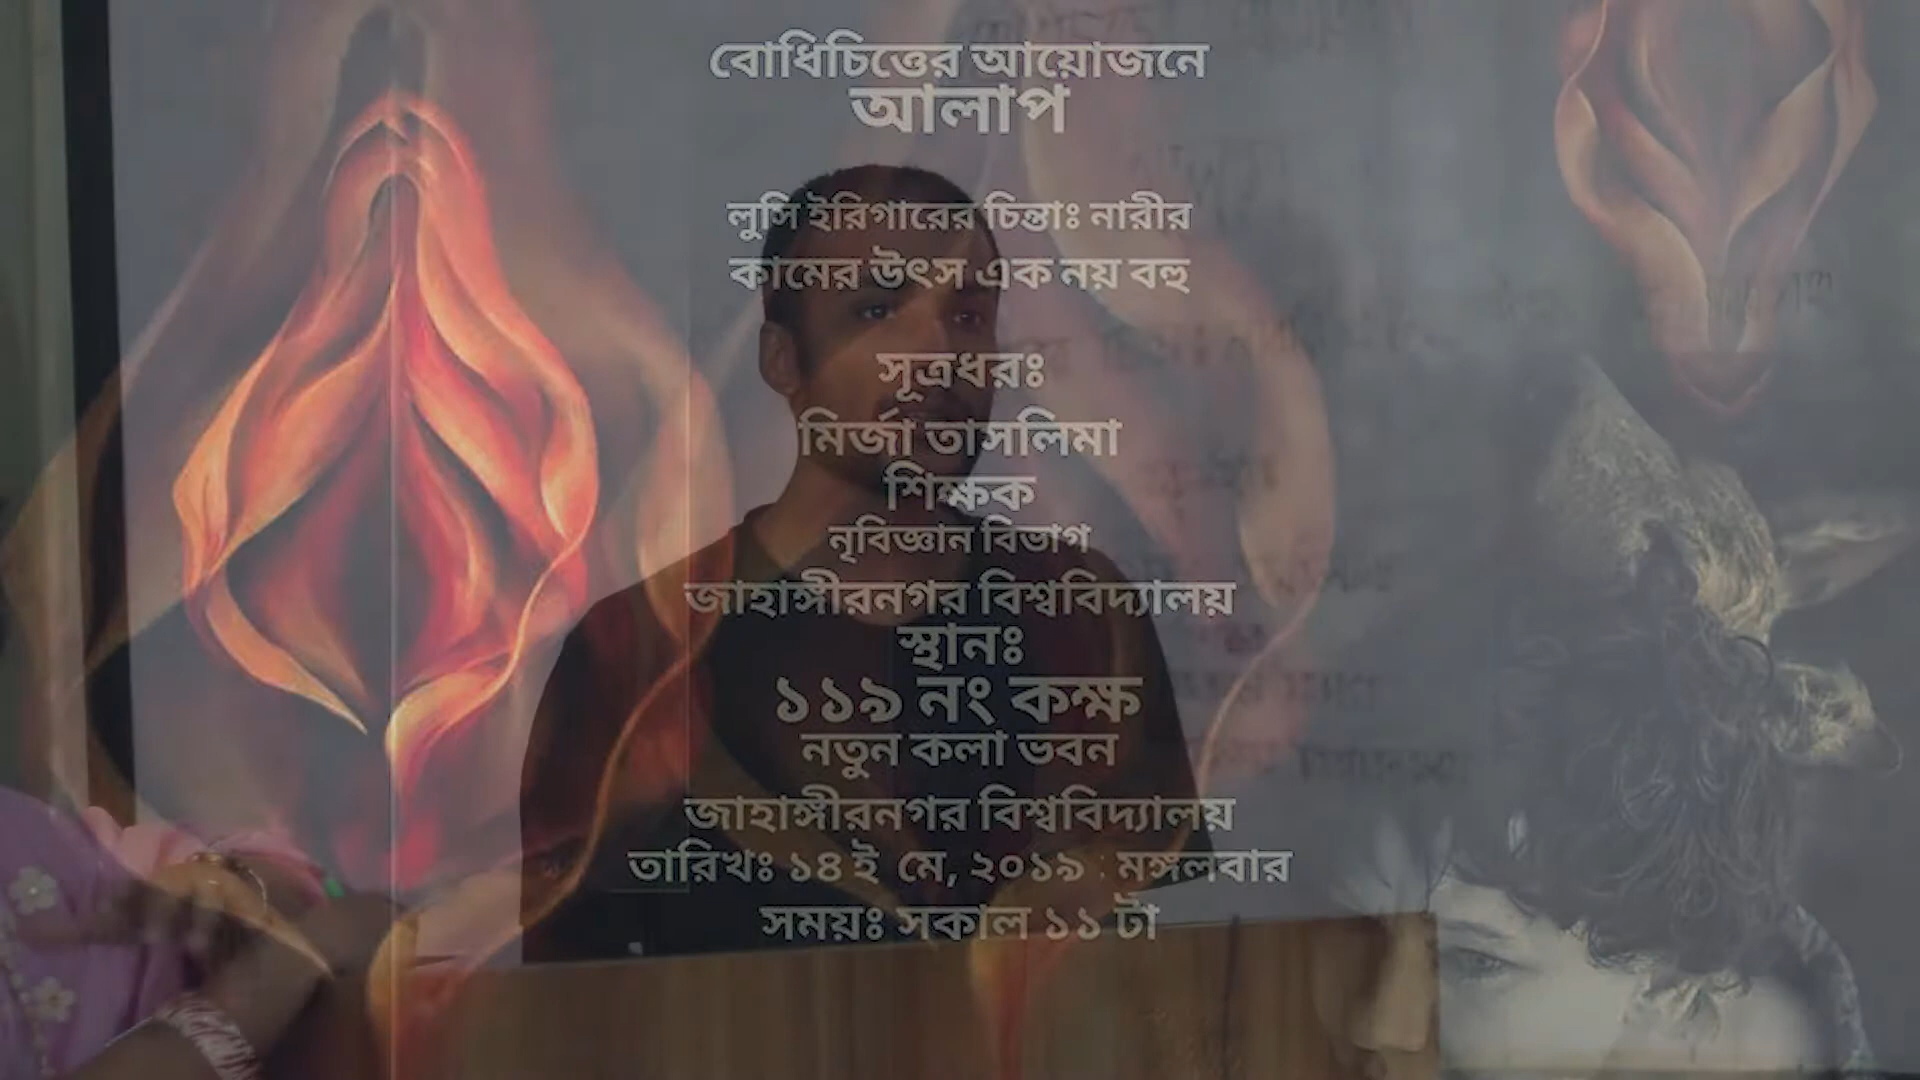 বোধিচিত্তের আয়োজনে
আলাপ
লুসি ইরিগারের চিন্তাঃ নারীর
কামের উৎস এক নয় বহু
সূত্রধরঃ
মির্জা তাসলিমা
শিক্ষক
নৃবিজ্ঞান বিভাগ
জাহাঙ্গীরনগর বিশ্ববিদ্যালয়
স্থানঃ
১১৯ নং কক্ষ
নতুন কলা ভবন
জাহাঙ্গীরনগর বিশ্ববিদ্যালয়
তারিখঃ ১৪ই মে, ২০১৯ : মঙ্গলবার
সময়ঃ সকাল ১১ টা